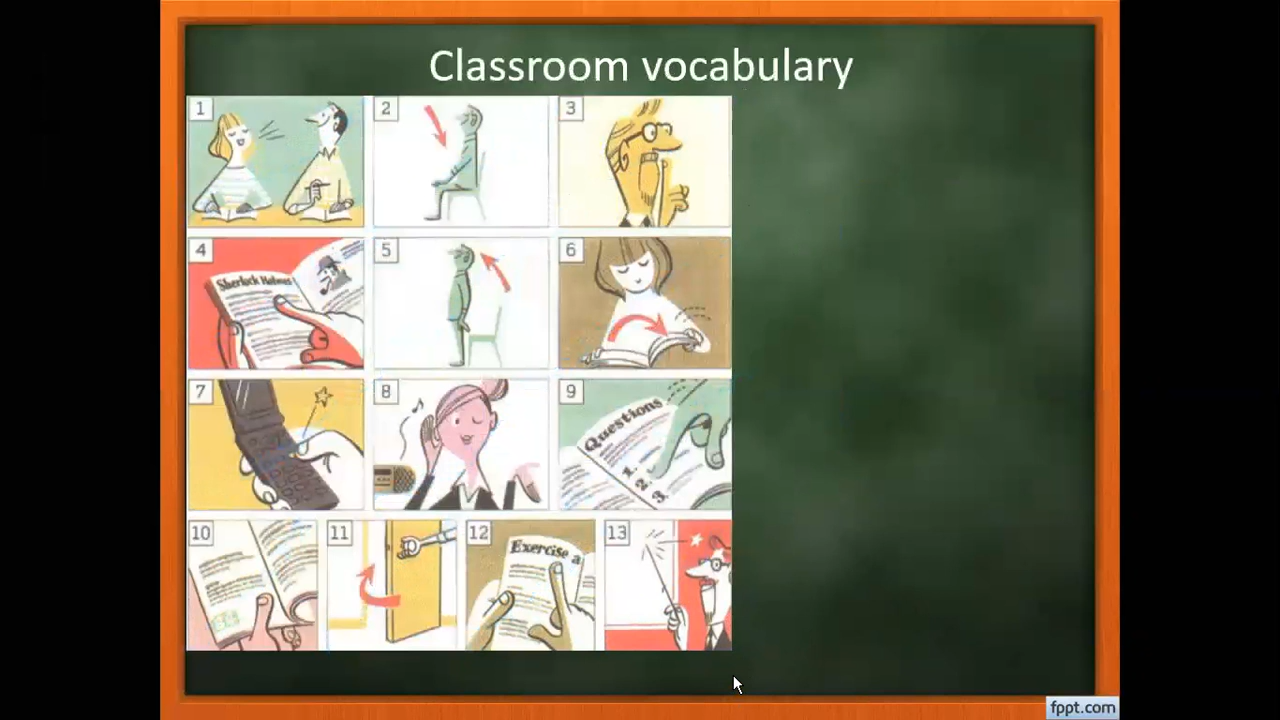 Classroom vocabulary
1 2 3
4 5 6
Sherlock Holmes
7 8 9
Questions
1.
2.
3.
10 11 12 13
Exercise a
fppt.com